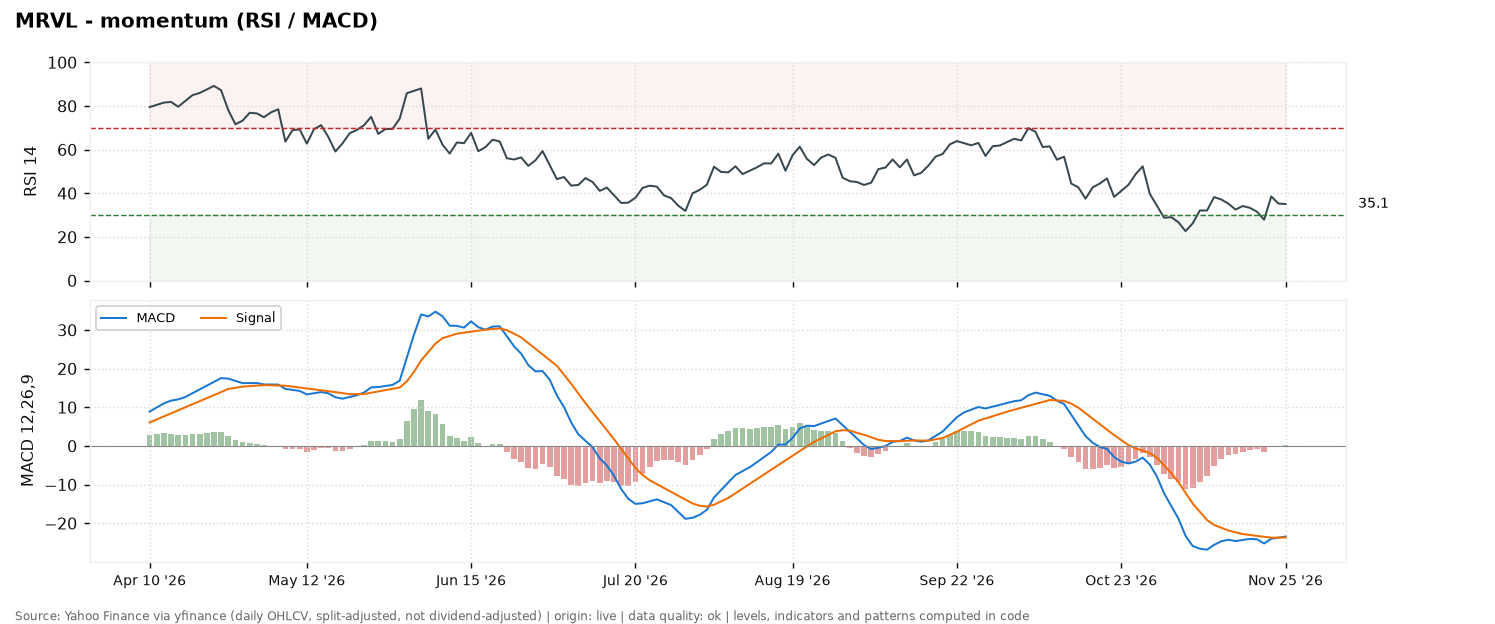 MRVL - momentum (RSI / MACD)
100
80
60
40
20
0
RSI 14
35.1
MACD
Signal
30
20
10
0
−10
−20
MACD 12,26,9
Apr 10 '26
May 12 '26
Jun 15 '26
Jul 20 '26
Aug 19 '26
Sep 22 '26
Oct 23 '26
Nov 25 '26
Source: Yahoo Finance via yfinance (daily OHLCV, split-adjusted, not dividend-adjusted) | origin: live | data quality: ok | levels, indicators and patterns computed in code